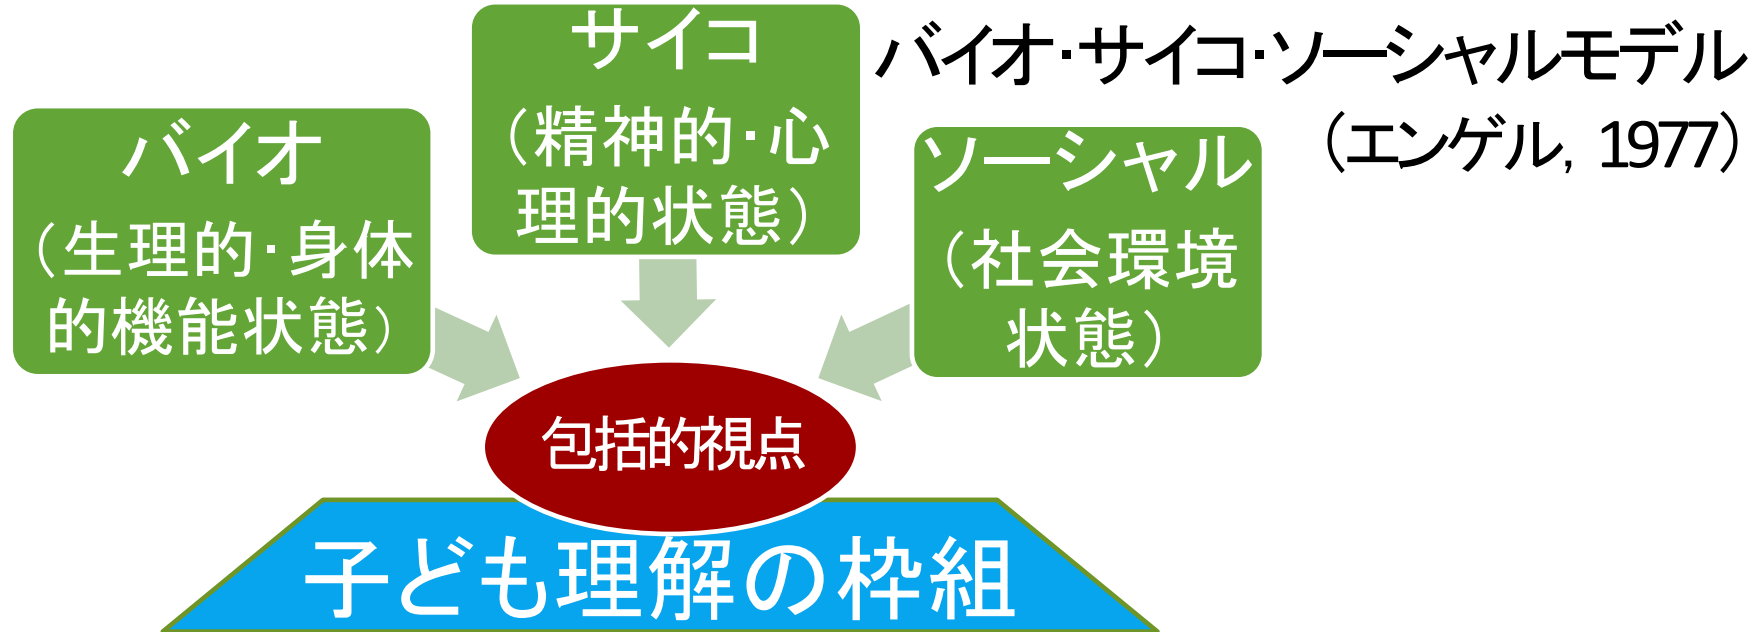 バイオ・サイコ・ソーシャルモデル
（エンゲル, 1977）
バイオ
（生理的・身体
的機能状態）
サイコ
（精神的・心
理的状態）
ソーシャル
（社会環境
状態）
包括的視点
子ども理解の枠組